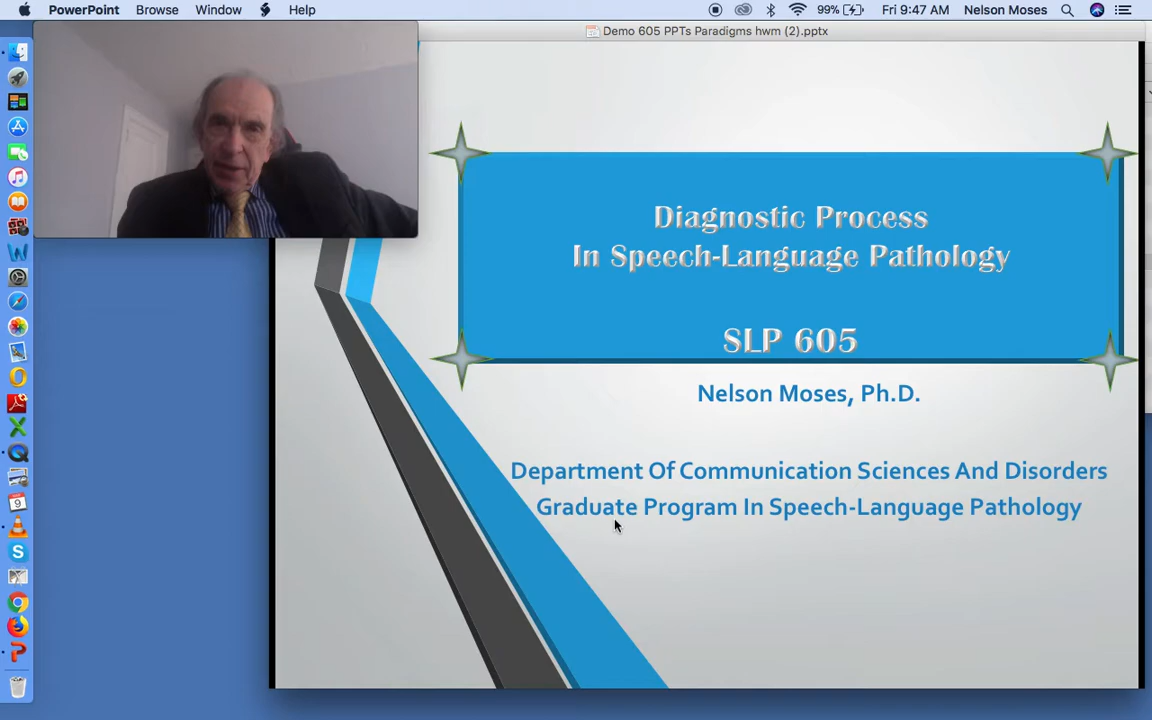 PowerPoint Browse Window Help 99% Fri 9:47 AM Nelson Moses
Demo 605 PPTs Paradigms hwm (2).pptx
Diagnostic Process
In Speech-Language Pathology
SLP 605
Nelson Moses, Ph.D.
Department Of Communication Sciences And Disorders
Graduate Program In Speech-Language Pathology